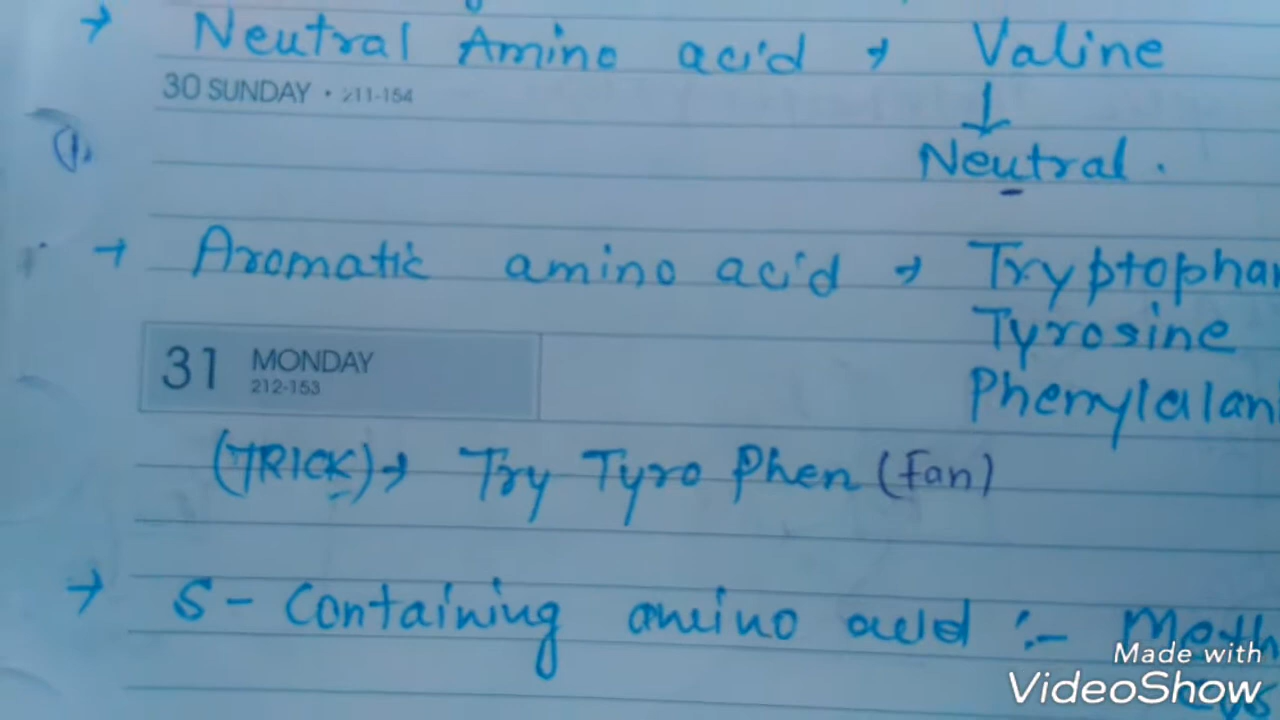 → Neutral Amino acid → Valine
30 SUNDAY • 211-154
↓
Neutral.
→ Aromatic amino acid → Tryptophan
Tyrosine
31 MONDAY
212-153
Phenylalan
(TRICK) → Try Tyro Phen (fan)
→ S - Containing amino acid :- Meth
Made with
VideoShow